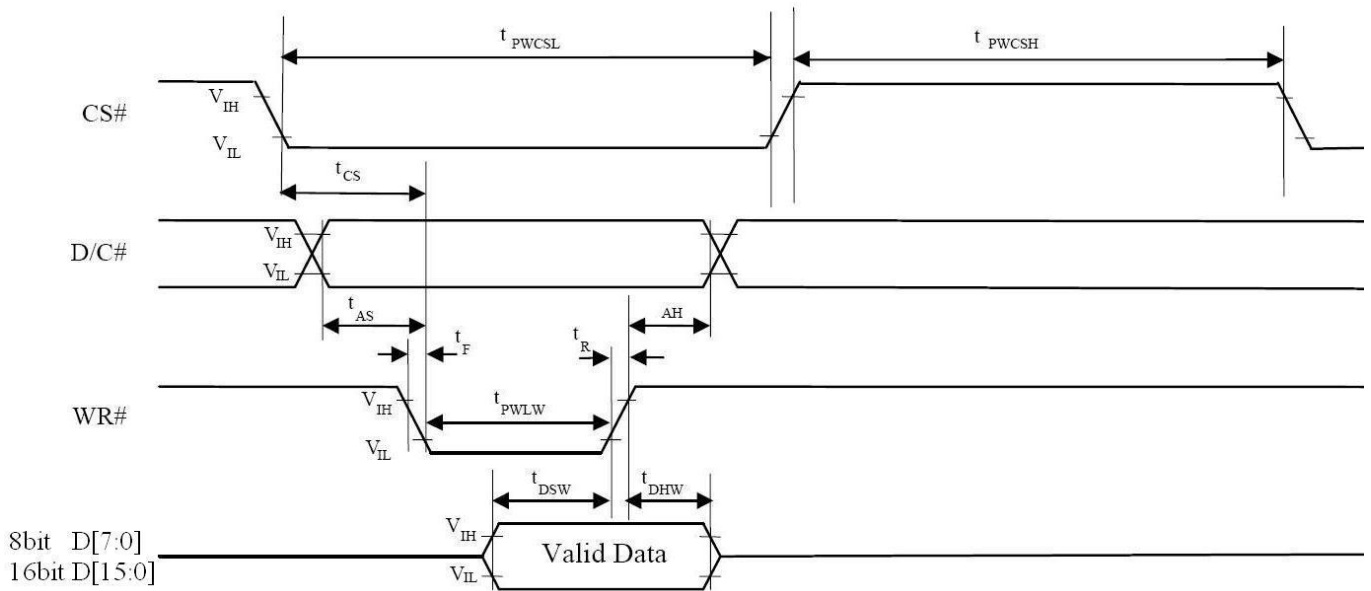 t PWCSL
t PWCSH
CS#
V IH
V IL
t CS
D/C#
V IH
V IL
t AS
AH
t F
t R
WR#
V IH
t PWLW
V IL
t DSW
t DHW
8bit D[7:0]
V IH
Valid Data
16bit D[15:0]
V IL